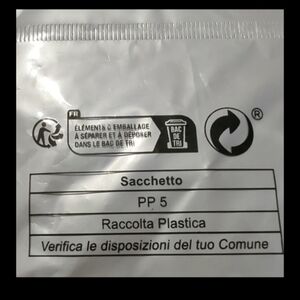 FR
ÉLÉMENTS D'EMBALLAGE
À SÉPARER ET À DÉPOSER
DANS LE BAC DE TRI
BAC
DE
TRI
®
Sacchetto
PP 5
Raccolta Plastica
Verifica le disposizioni del tuo Comune